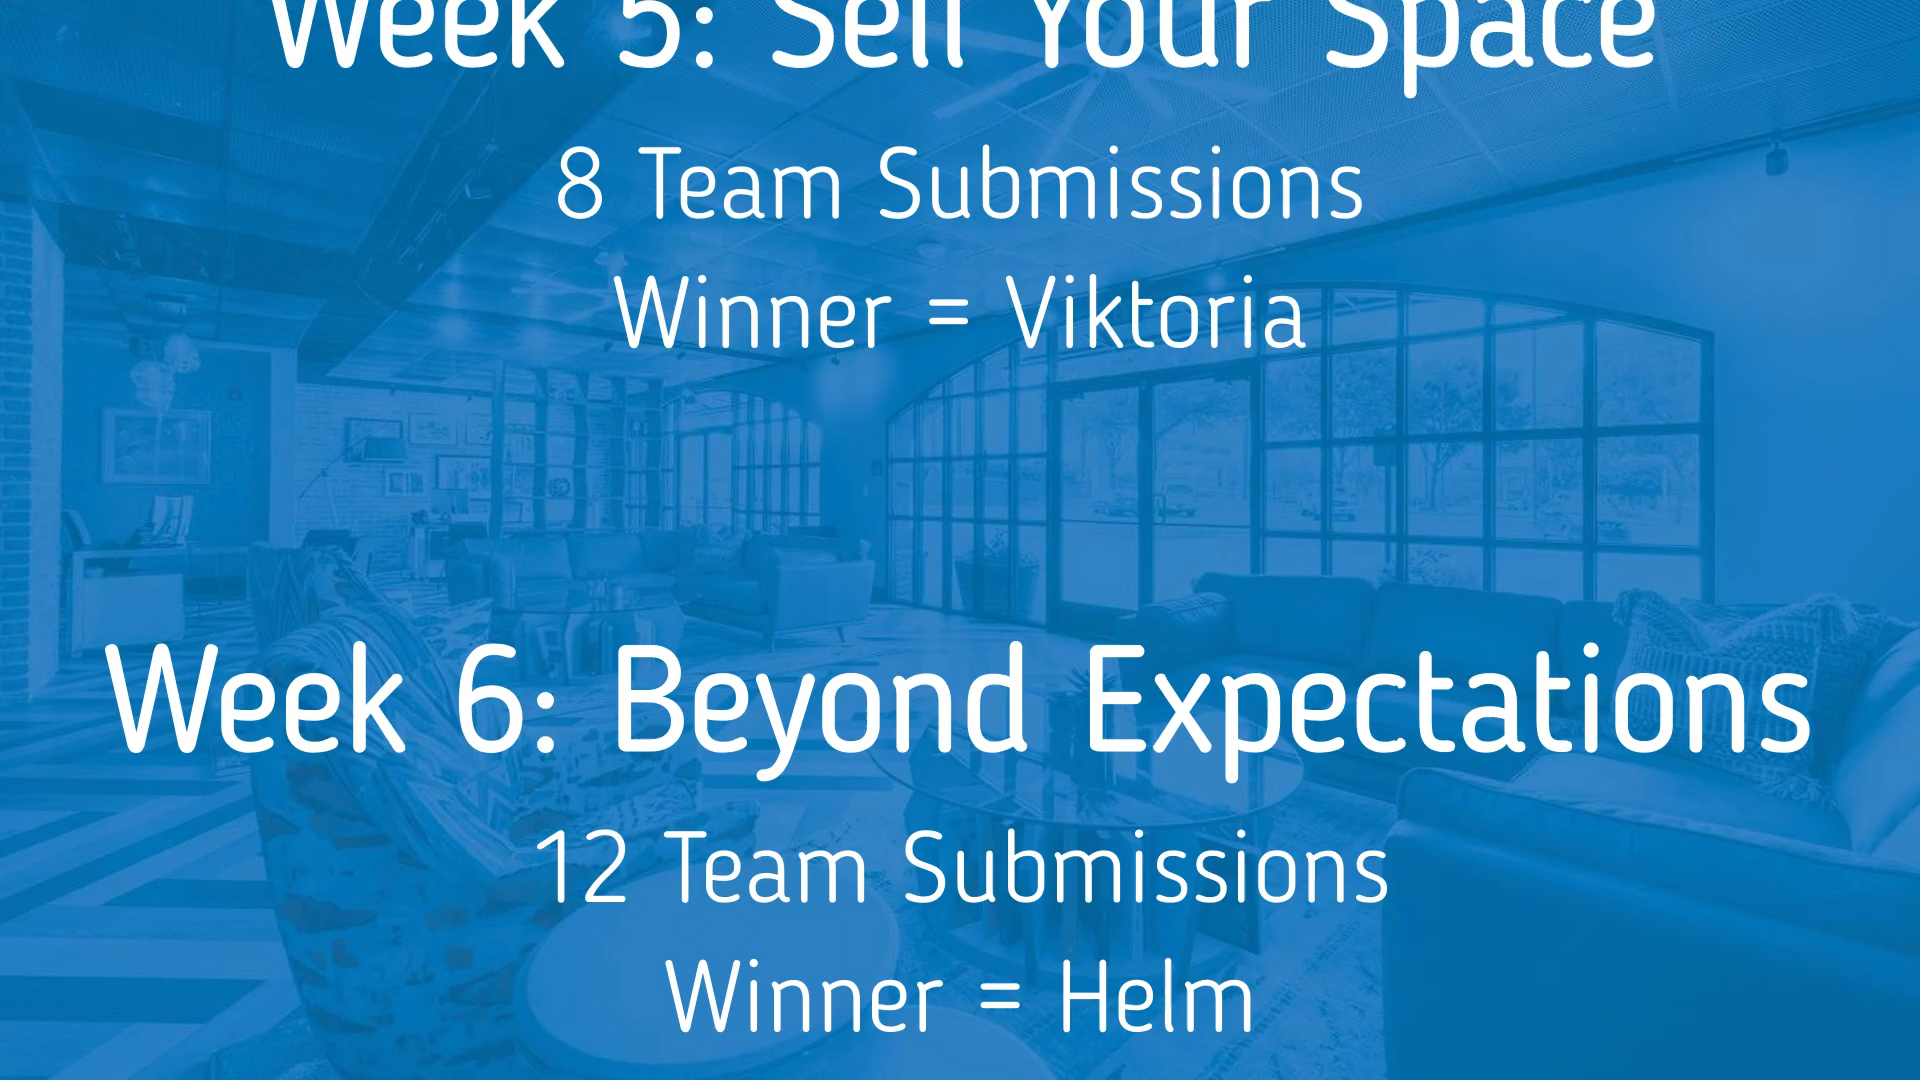 Week 5: Sell Your Space
8 Team Submissions
Winner = Viktoria
Week 6: Beyond Expectations
12 Team Submissions
Winner = Helm